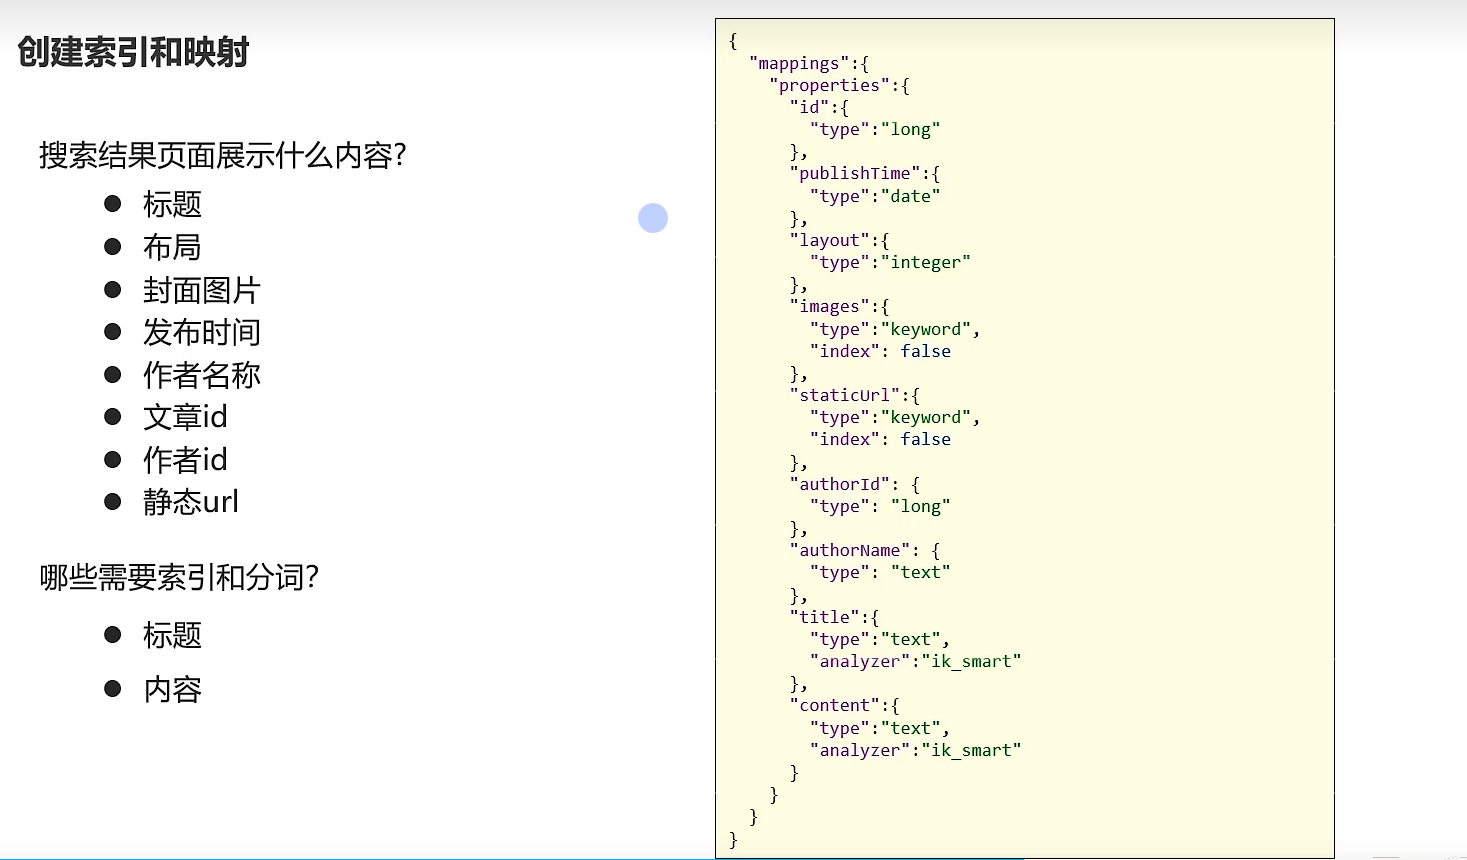 创建索引和映射
搜索结果页面展示什么内容?
● 标题
● 布局
● 封面图片
● 发布时间
● 作者名称
● 文章id
● 作者id
● 静态url
哪些需要索引和分词?
● 标题
● 内容
{
  "mappings":{
    "properties":{
      "id":{
        "type":"long"
      },
      "publishTime":{
        "type":"date"
      },
      "layout":{
        "type":"integer"
      },
      "images":{
        "type":"keyword",
        "index": false
      },
      "staticUrl":{
        "type":"keyword",
        "index": false
      },
      "authorId": {
        "type": "long"
      },
      "authorName": {
        "type": "text"
      },
      "title":{
        "type":"text",
        "analyzer":"ik_smart"
      },
      "content":{
        "type":"text",
        "analyzer":"ik_smart"
      }
    }
  }
}